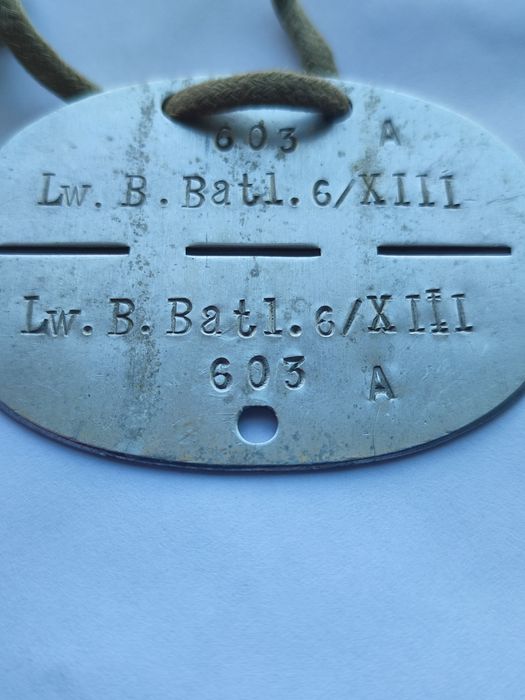 603 A
Lw. B. Batl. 6/XIII
Lw. B. Batl. 6/XIII
603 A